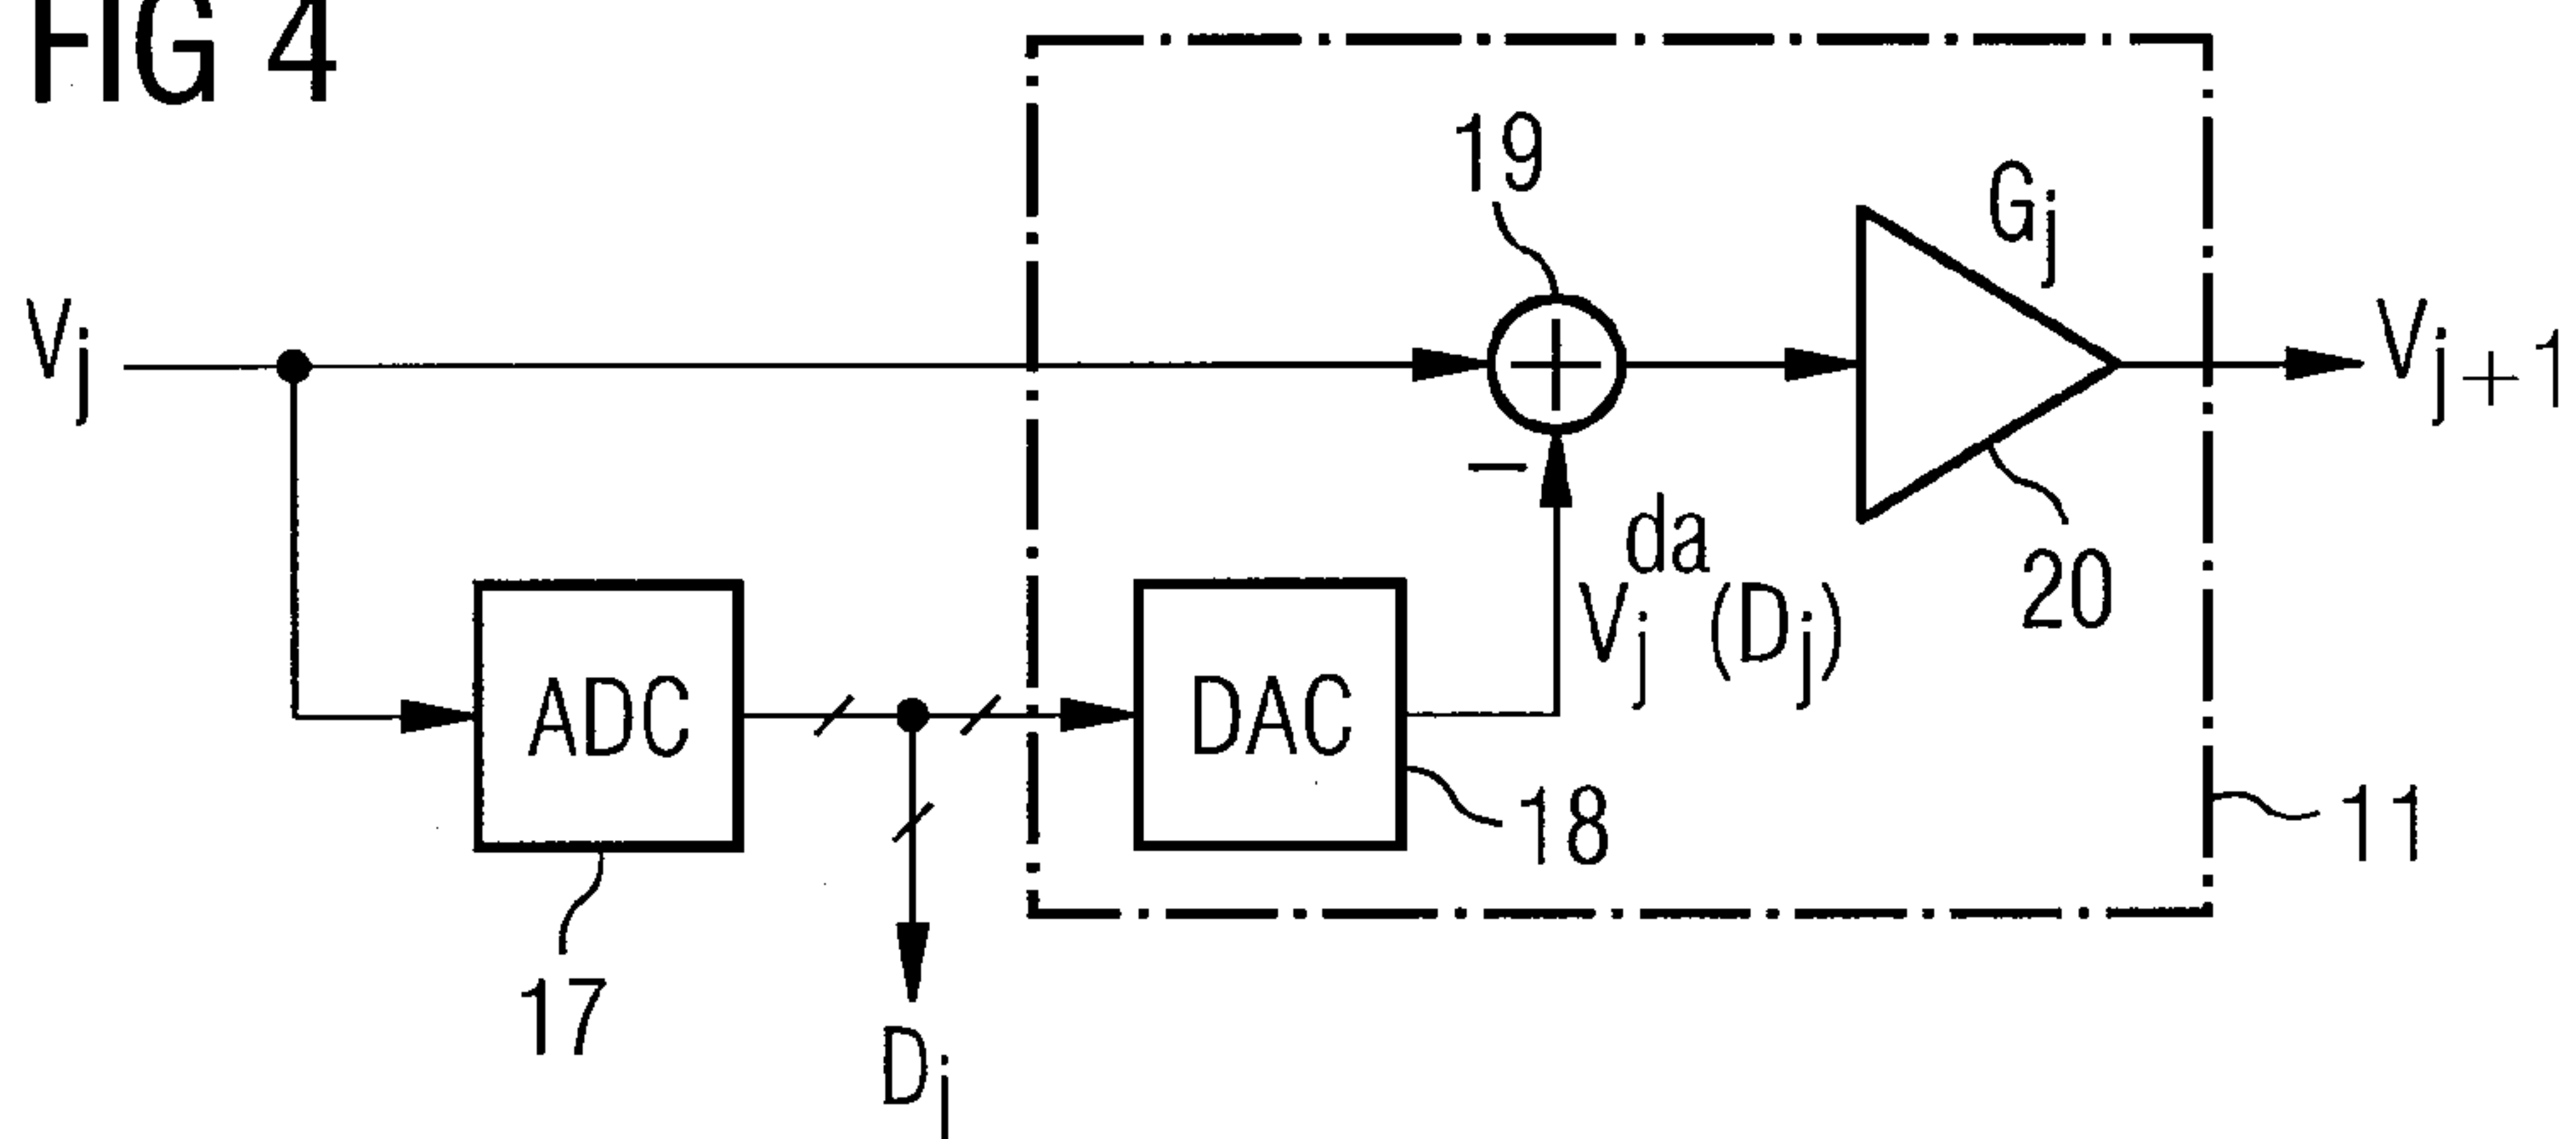 FIG 4
19
G_j
V_j
V_{j+1}
V_j^{da} (D_j)
20
ADC
DAC
18
11
17
D_j